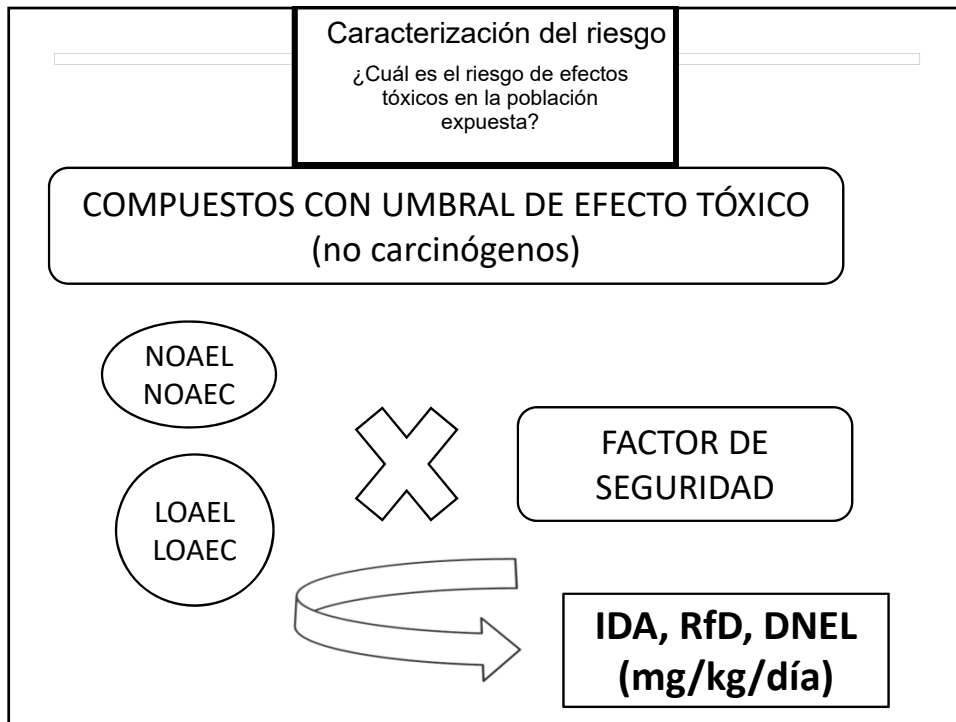 Caracterización del riesgo
¿Cuál es el riesgo de efectos
tóxicos en la población
expuesta?
COMPUESTOS CON UMBRAL DE EFECTO TÓXICO
(no carcinógenos)
NOAEL
NOAEC
FACTOR DE
SEGURIDAD
LOAEL
LOAEC
IDA, RfD, DNEL
(mg/kg/día)